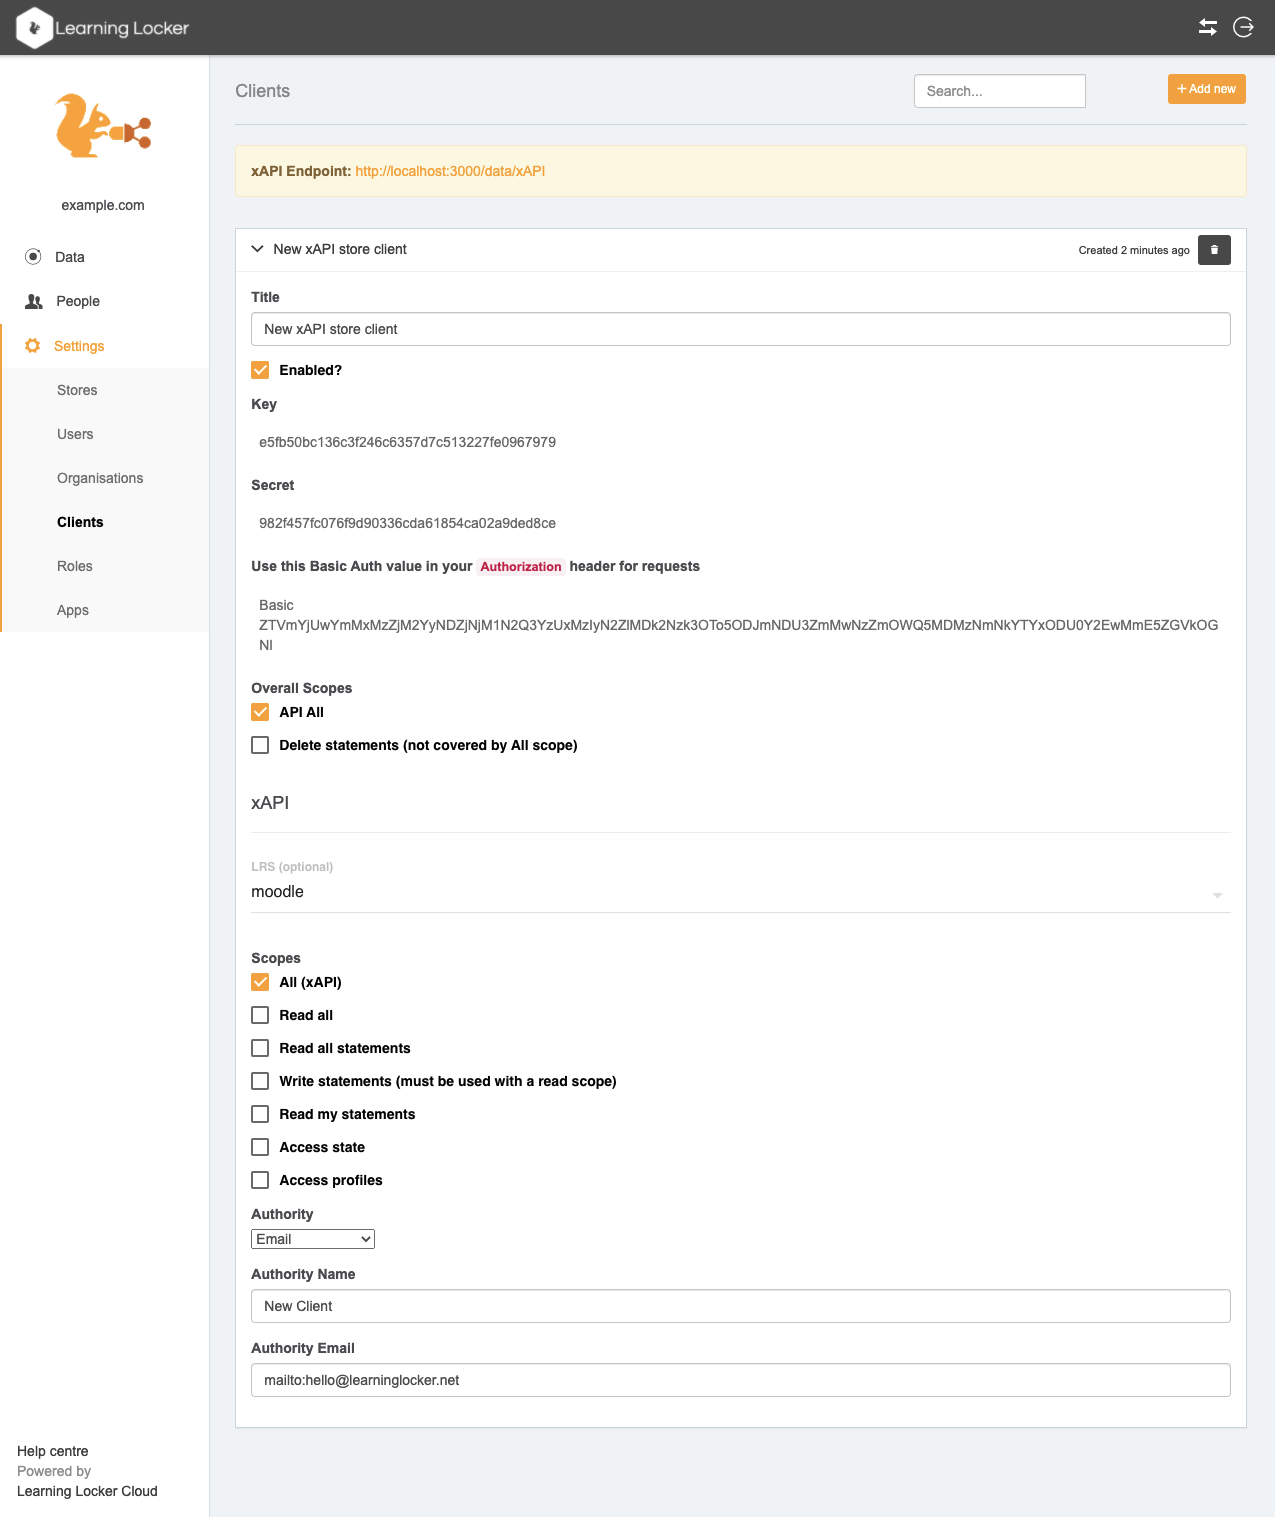 Learning Locker
Clients
Search...
+ Add new
example.com
Data
People
Settings
Stores
Users
Organisations
Clients
Roles
Apps
xAPI Endpoint: http://localhost:3000/data/xAPI
New xAPI store client
Created 2 minutes ago
Title
New xAPI store client
Enabled?
Key
e5fb50bc136c3f246c6357d7c513227fe0967979
Secret
982f457fc076f9d90336cda61854ca02a9ded8ce
Use this Basic Auth value in your Authorization header for requests
Basic
ZTVmYjUwYmMxMzZjM2YyNDZjNjM1N2Q3YzUxMzIyN2ZlMDk2Nzk3OTo5ODJmNDU3ZmMwNzZmOWQ5MDMzNmNkYTYxODU0Y2EwMmE5ZGVkOG
Nl
Overall Scopes
API All
Delete statements (not covered by All scope)
xAPI
LRS (optional)
moodle
Scopes
All (xAPI)
Read all
Read all statements
Write statements (must be used with a read scope)
Read my statements
Access state
Access profiles
Authority
Email
Authority Name
New Client
Authority Email
mailto:hello@learninglocker.net
Help centre
Powered by
Learning Locker Cloud